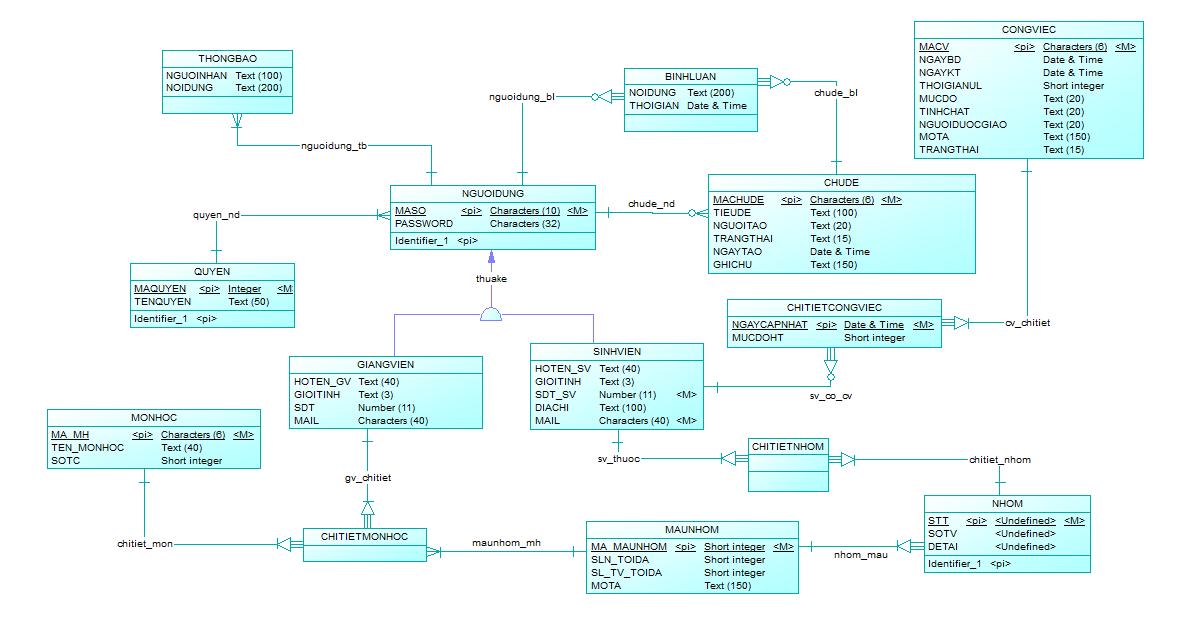 CONGVIEC
MACV <pi> Characters (6) <M>
NGAYBD Date & Time
NGAYKT Date & Time
THOIGIANUL Short integer
MUCDO Text (20)
TINHCHAT Text (20)
NGUOIDUOCGIAO Text (20)
MOTA Text (150)
TRANGTHAI Text (15)
THONGBAO
NGUOINHAN Text (100)
NOIDUNG Text (200)
BINHLUAN
NOIDUNG Text (200)
THOIGIAN Date & Time
nguoidung_bl
chude_bl
nguoidung_tb
CHUDE
MACHUDE <pi> Characters (6) <M>
TIEUDE Text (100)
NGUOITAO Text (20)
TRANGTHAI Text (15)
NGAYTAO Date & Time
GHICHU Text (150)
NGUOIDUNG
MASO <pi> Characters (10) <M>
PASSWORD Characters (32)
Identifier_1 <pi>
chude_nd
quyen_nd
QUYEN
MAQUYEN <pi> Integer <M
TENQUYEN Text (50)
Identifier_1 <pi>
thuake
CHITIETCONGVIEC
NGAYCAPNHAT <pi> Date & Time <M>
MUCDOHT Short integer
cv_chitiet
GIANGVIEN
HOTEN_GV Text (40)
GIOITINH Text (3)
SDT Number (11)
MAIL Characters (40)
SINHVIEN
HOTEN_SV Text (40)
GIOITINH Text (3)
SDT_SV Number (11) <M>
DIACHI Text (100)
MAIL Characters (40) <M>
sv_co_cv
MONHOC
MA_MH <pi> Characters (6) <M>
TEN_MONHOC Text (40)
SOTC Short integer
CHITIETNHOM
sv_thuoc
chitiet_nhom
gv_chitiet
NHOM
STT <pi> <Undefined> <M>
SOTV <Undefined>
DETAI <Undefined>
Identifier_1 <pi>
CHITIETMONHOC
chitiet_mon
maunhom_mh
MAUNHOM
MA_MAUNHOM <pi> Short integer <M>
SLN_TOIDA Short integer
SL_TV_TOIDA Short integer
MOTA Text (150)
nhom_mau